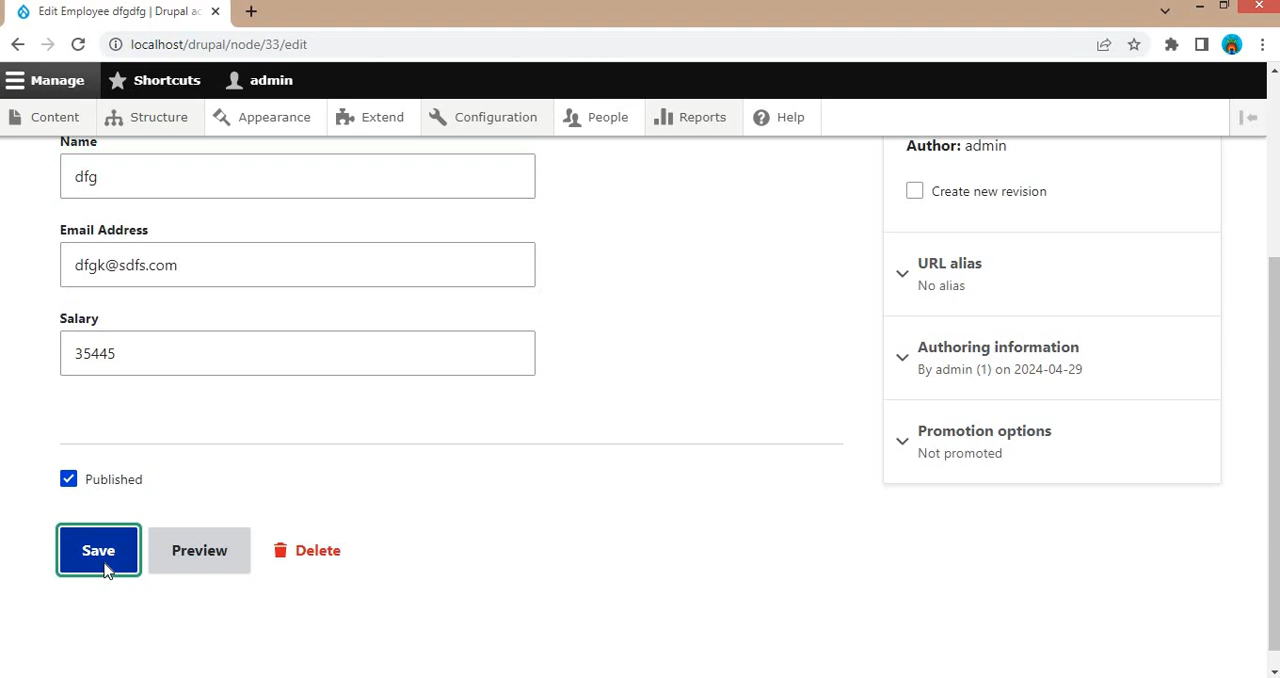 Edit Employee dfgdfg | Drupal ac
localhost/drupal/node/33/edit
Manage
Shortcuts
admin
Content
Structure
Appearance
Extend
Configuration
People
Reports
Help
Name
dfg
Email Address
dfgk@sdfs.com
Salary
35445
Published
Save
Preview
Delete
Author: admin
Create new revision
URL alias
No alias
Authoring information
By admin (1) on 2024-04-29
Promotion options
Not promoted